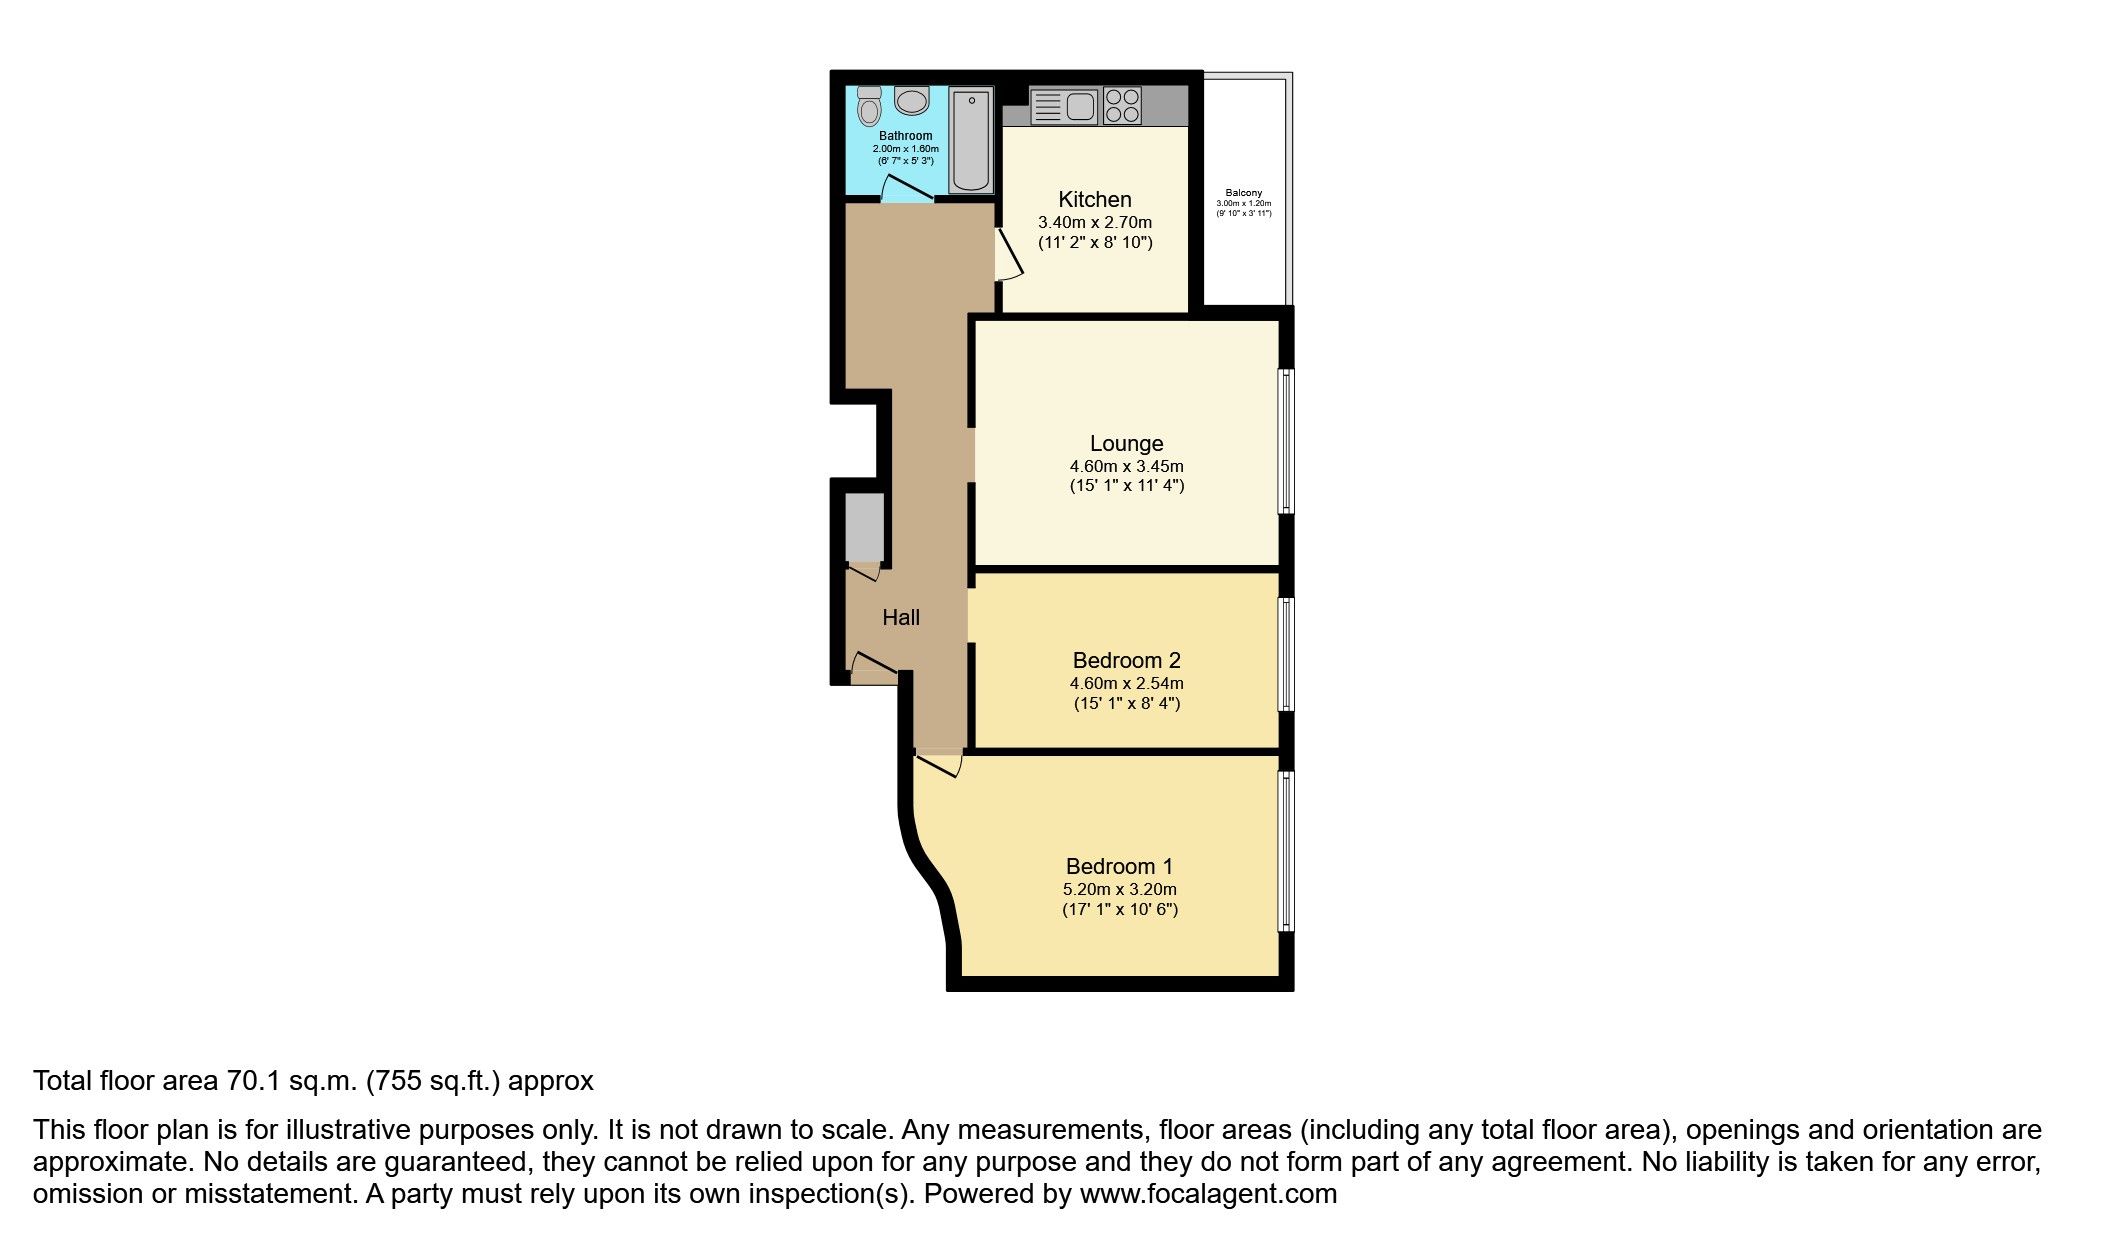 Bathroom
2.00m x 1.60m
(6' 7" x 5' 3")
Kitchen
3.40m x 2.70m
(11' 2" x 8' 10")
Balcony
3.00m x 1.20m
(9' 10" x 3' 11")
Lounge
4.60m x 3.45m
(15' 1" x 11' 4")
Hall
Bedroom 2
4.60m x 2.54m
(15' 1" x 8' 4")
Bedroom 1
5.20m x 3.20m
(17' 1" x 10' 6")
Total floor area 70.1 sq.m. (755 sq.ft.) approx
This floor plan is for illustrative purposes only. It is not drawn to scale. Any measurements, floor areas (including any total floor area), openings and orientation are
approximate. No details are guaranteed, they cannot be relied upon for any purpose and they do not form part of any agreement. No liability is taken for any error,
omission or misstatement. A party must rely upon its own inspection(s). Powered by www.focalagent.com